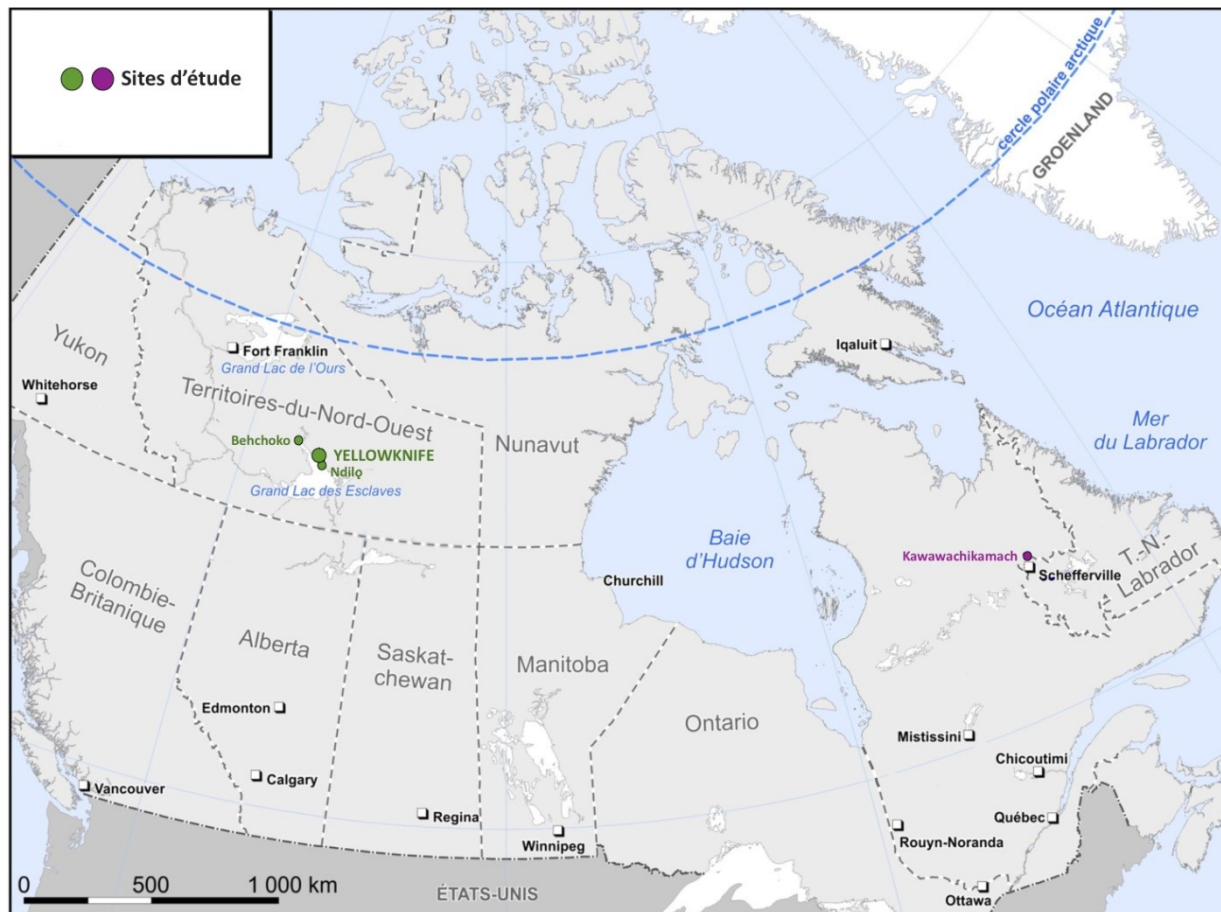 Sites d'étude
cercle polaire arctique
GROENLAND
Océan Atlantique
Iqaluit
Yukon
Fort Franklin
Grand Lac de l'Ours
Whitehorse
Territoires-du-Nord-Ouest
Mer
du Labrador
Behchoko
YELLOWKNIFE
Ndilǫ
Nunavut
Grand Lac des Esclaves
Baie
d'Hudson
Kawawachikamach
Schefferville
T.-N.-
Labrador
Churchill
Colombie-
Britanique
Alberta
Saskat-
chewan
Manitoba
Ontario
Edmonton
Mistissini
Chicoutimi
Calgary
Vancouver
Regina
Québec
Winnipeg
Rouyn-Noranda
0 500 1 000 km
ÉTATS-UNIS
Ottawa